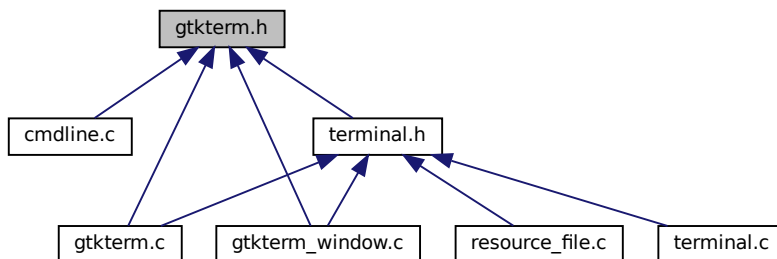 gtkterm.h
cmdline.c
terminal.h
gtkterm.c
gtkterm_window.c
resource_file.c
terminal.c